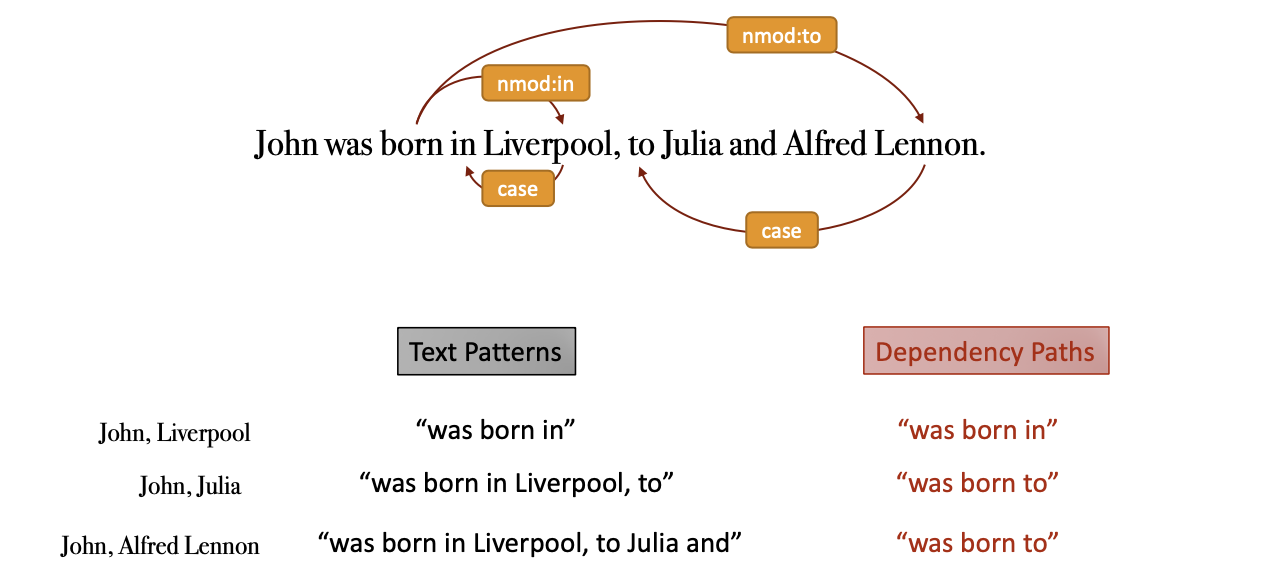 nmod:to
nmod:in
John was born in Liverpool, to Julia and Alfred Lennon.
case
case
Text Patterns
Dependency Paths
John, Liverpool “was born in” “was born in”
John, Julia “was born in Liverpool, to” “was born to”
John, Alfred Lennon “was born in Liverpool, to Julia and” “was born to”